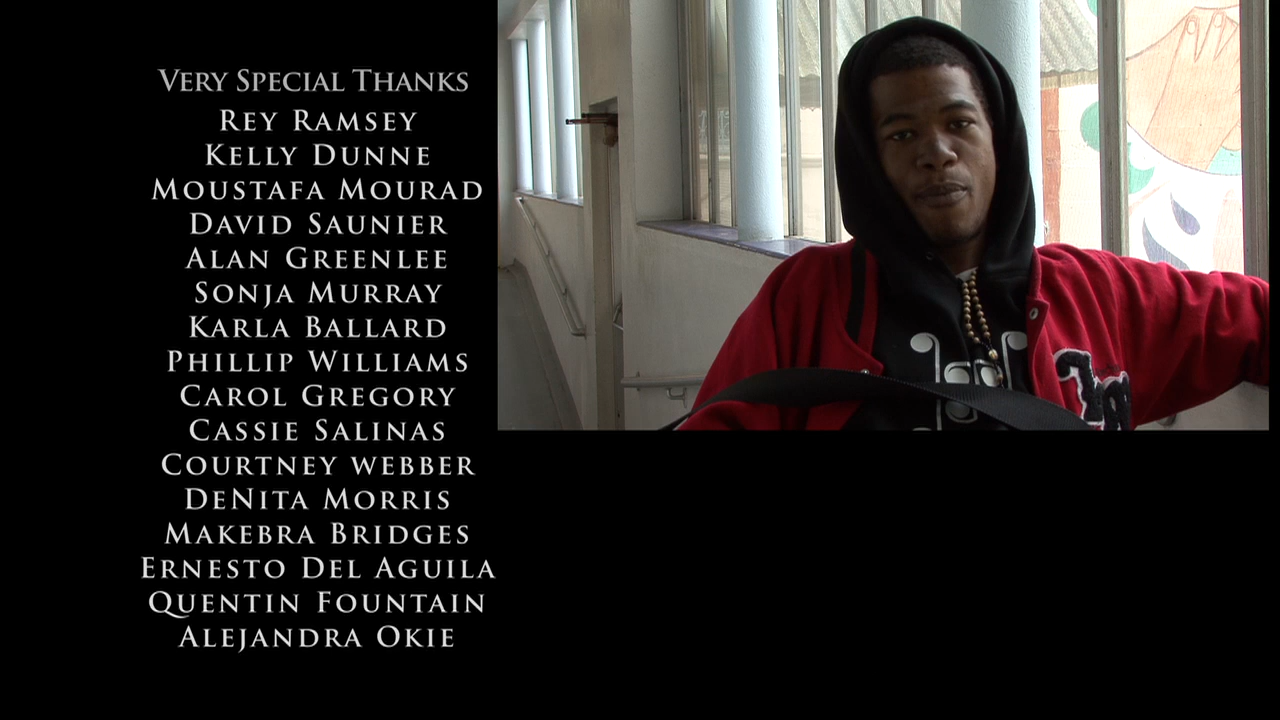 VERY SPECIAL THANKS
REY RAMSEY
KELLY DUNNE
MOUSTAFA MOURAD
DAVID SAUNIER
ALAN GREENLEE
SONJA MURRAY
KARLA BALLARD
PHILLIP WILLIAMS
CAROL GREGORY
CASSIE SALINAS
COURTNEY WEBBER
DENITA MORRIS
MAKEBRA BRIDGES
ERNESTO DEL AGUILA
QUENTIN FOUNTAIN
ALEJANDRA OKIE